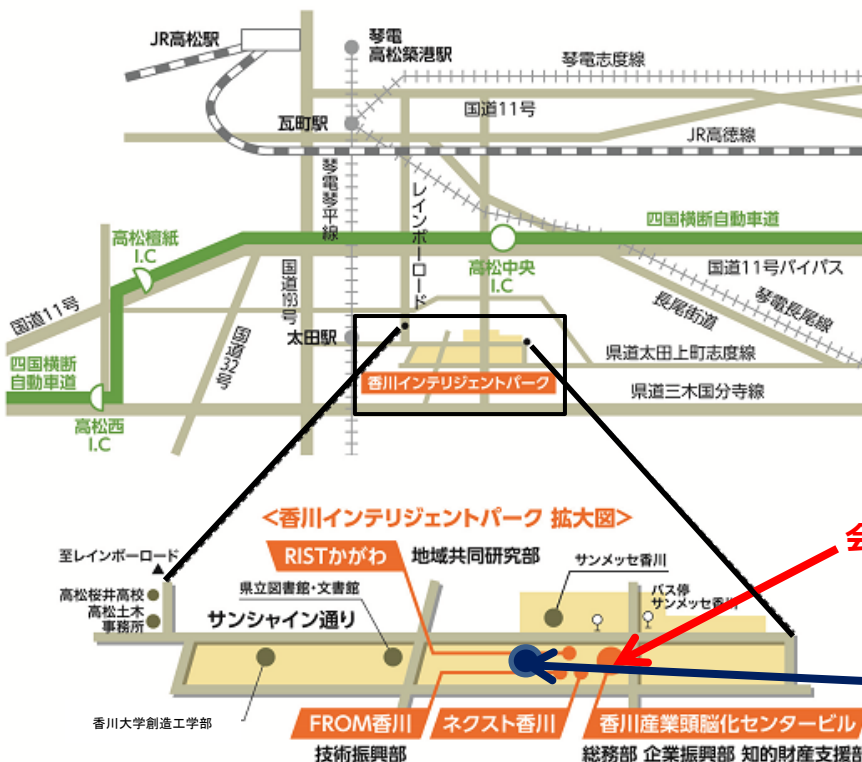 JR高松駅
琴電
高松築港駅
琴電志度線
国道11号
瓦町駅
JR高徳線
琴電琴平線
レインボーロード
四国横断自動車道
高松檀紙
I.C
高松中央
I.C
国道11号バイパス
国道193号
長尾街道
琴電長尾線
国道11号
国道32号
太田駅
県道太田上町志度線
四国横断
自動車道
香川インテリジェントパーク
県道三木国分寺線
高松西
I.C
<香川インテリジェントパーク 拡大図>
会
至レインボーロード
RISTかがわ
地域共同研究部
サンメッセ香川
高松桜井高校
高松土木
事務所
県立図書館・文書館
サンシャイン通り
バス停
サンメッセ香川
香川大学創造工学部
FROM香川
ネクスト香川
香川産業頭脳化センタービル
技術振興部
総務部 企業振興部 知的財産支援部